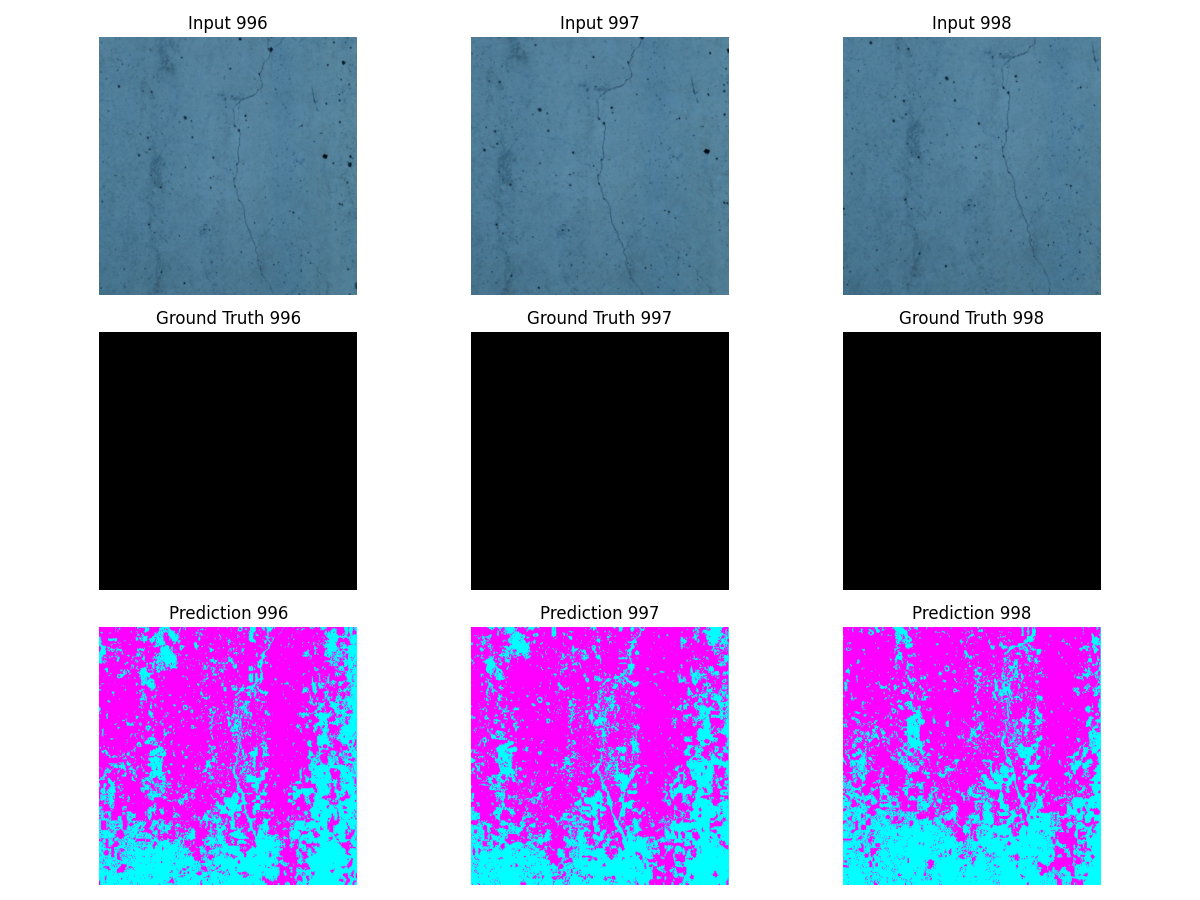 Input 996
Input 997
Input 998
Ground Truth 996
Ground Truth 997
Ground Truth 998
Prediction 996
Prediction 997
Prediction 998